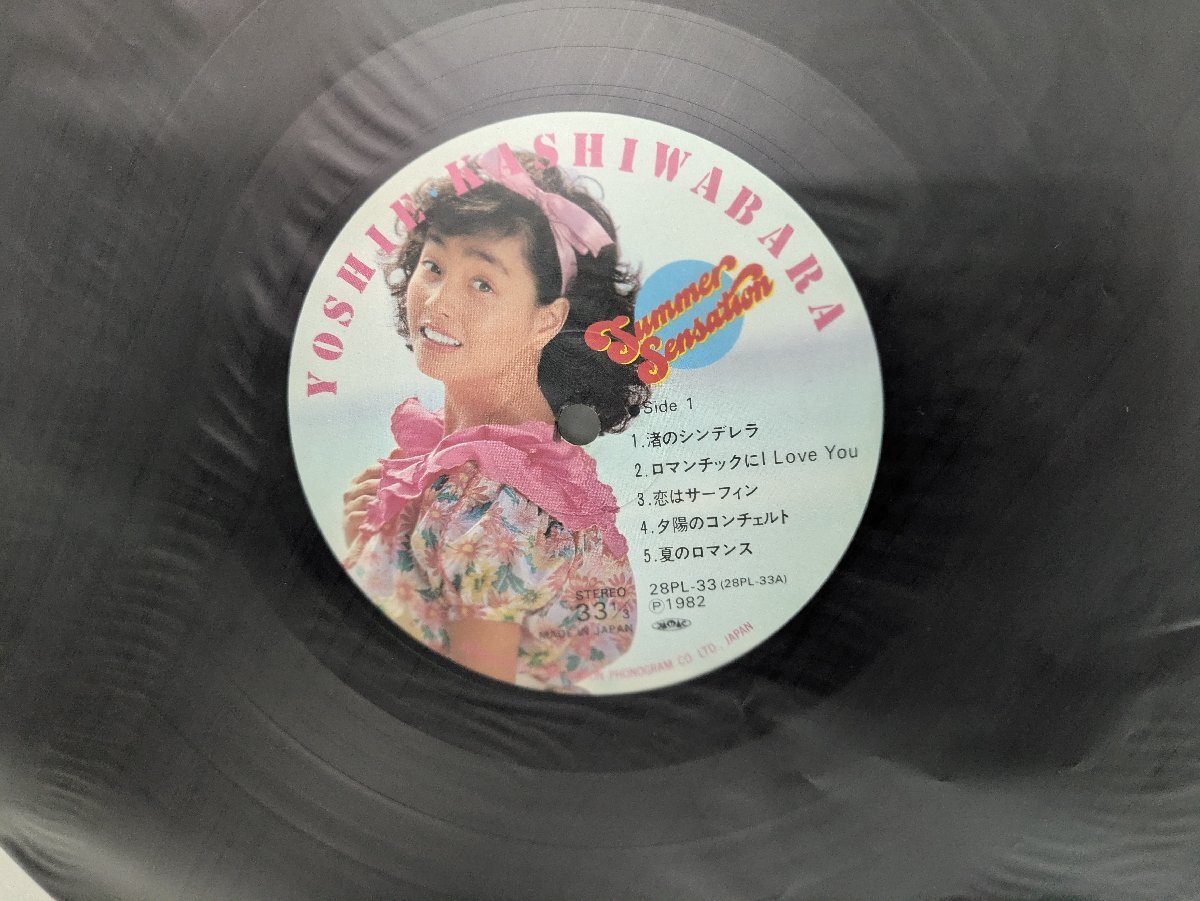 YOSHIE KASHIWABARA
Summer
Sensation
●Side 1
1.渚のシンデレラ
2.ロマンチックにI Love You
3.恋はサーフィン
4.夕陽のコンチェルト
5.夏のロマンス
28PL-33 (28PL-33A)
Ⓟ1982
STEREO
33 1/3
MADE IN JAPAN
PHONOGRAM CO. LTD., JAPAN